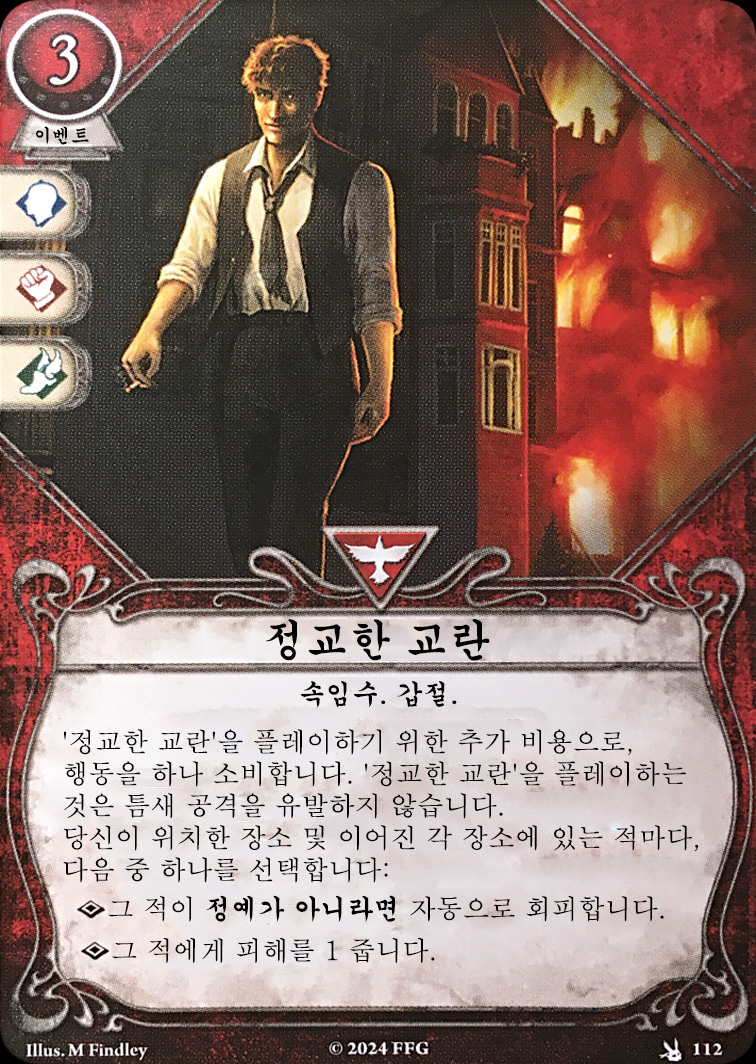 3
이벤트
정교한 교란
속임수. 갑절.
'정교한 교란'을 플레이하기 위한 추가 비용으로,
행동을 하나 소비합니다. '정교한 교란'을 플레이하는
것은 틈새 공격을 유발하지 않습니다.
당신이 위치한 장소 및 이어진 각 장소에 있는 적마다,
다음 중 하나를 선택합니다:
그 적이 정예가 아니라면 자동으로 회피합니다.
그 적에게 피해를 1 줍니다.
Illus. M Findley © 2024 FFG 112